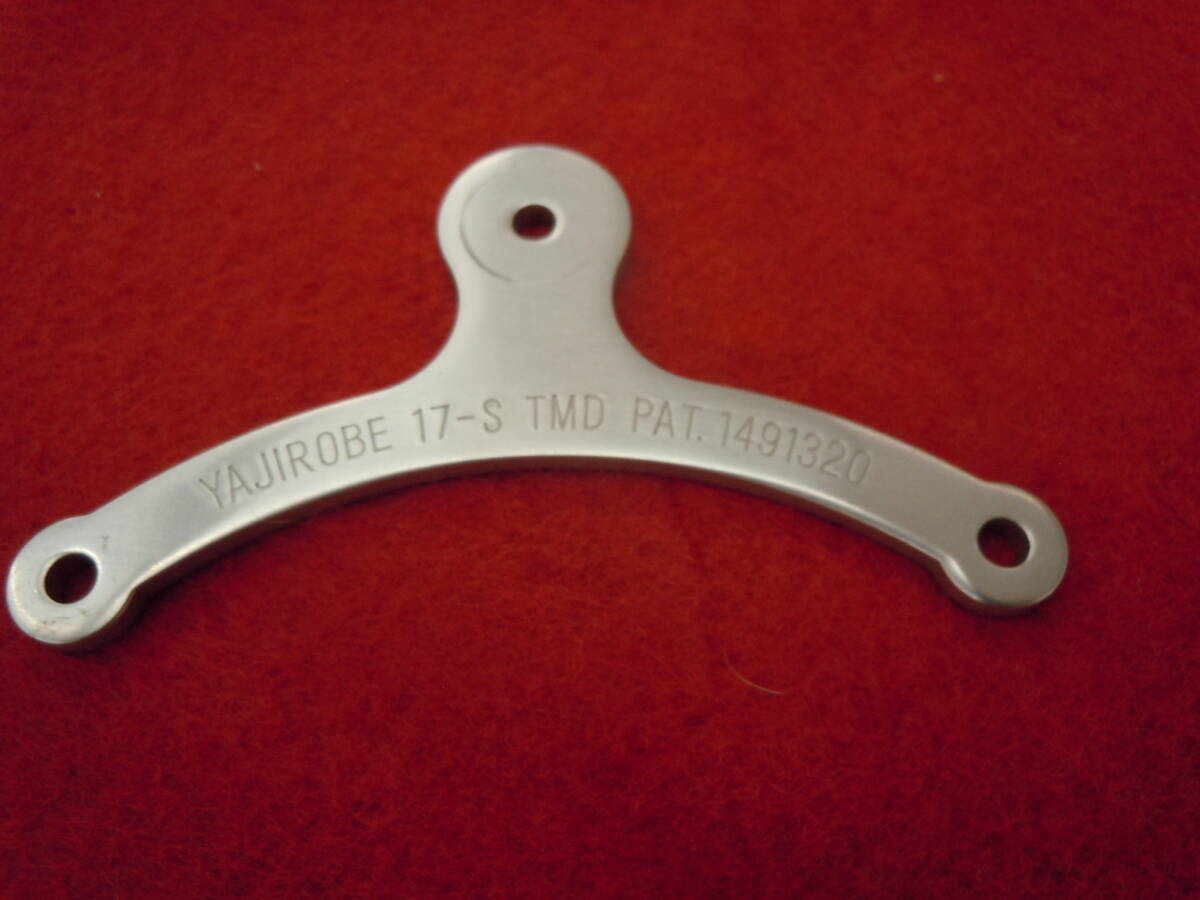 YAJIROBE 17-S TMD PAT.1491320